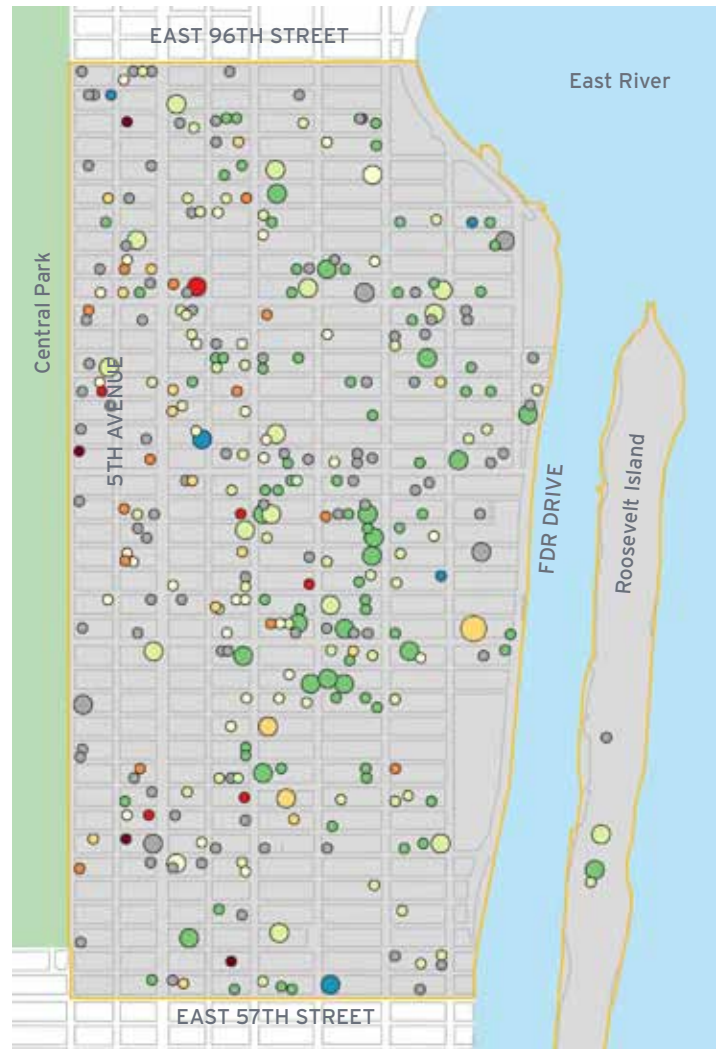 EAST 96TH STREET
East River
Central Park
5TH AVENUE
Roosevelt Island
FDR DRIVE
EAST 57TH STREET